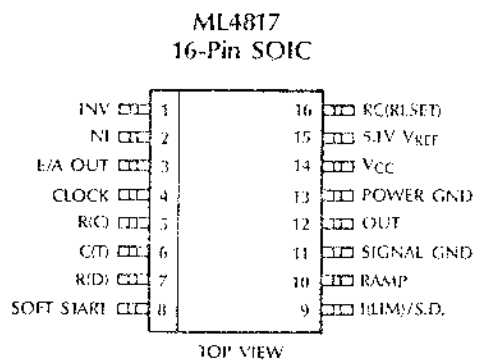 ML4817
16-Pin SOIC
INV 1 16 RC(RESET)
NI 2 15 5.1V VREF
E/A OUT 3 14 VCC
CLOCK 4 13 POWER GND
R(C) 5 12 OUT
C(T) 6 11 SIGNAL GND
R(D) 7 10 RAMP
SOFT START 8 9 I(LIM)/S.D.
TOP VIEW